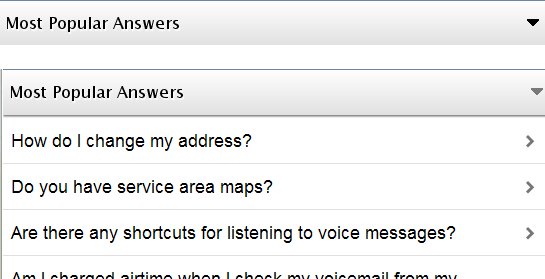 Most Popular Answers
Most Popular Answers
How do I change my address?
Do you have service area maps?
Are there any shortcuts for listening to voice messages?
Am I charged airtime when I check my voicemail from my